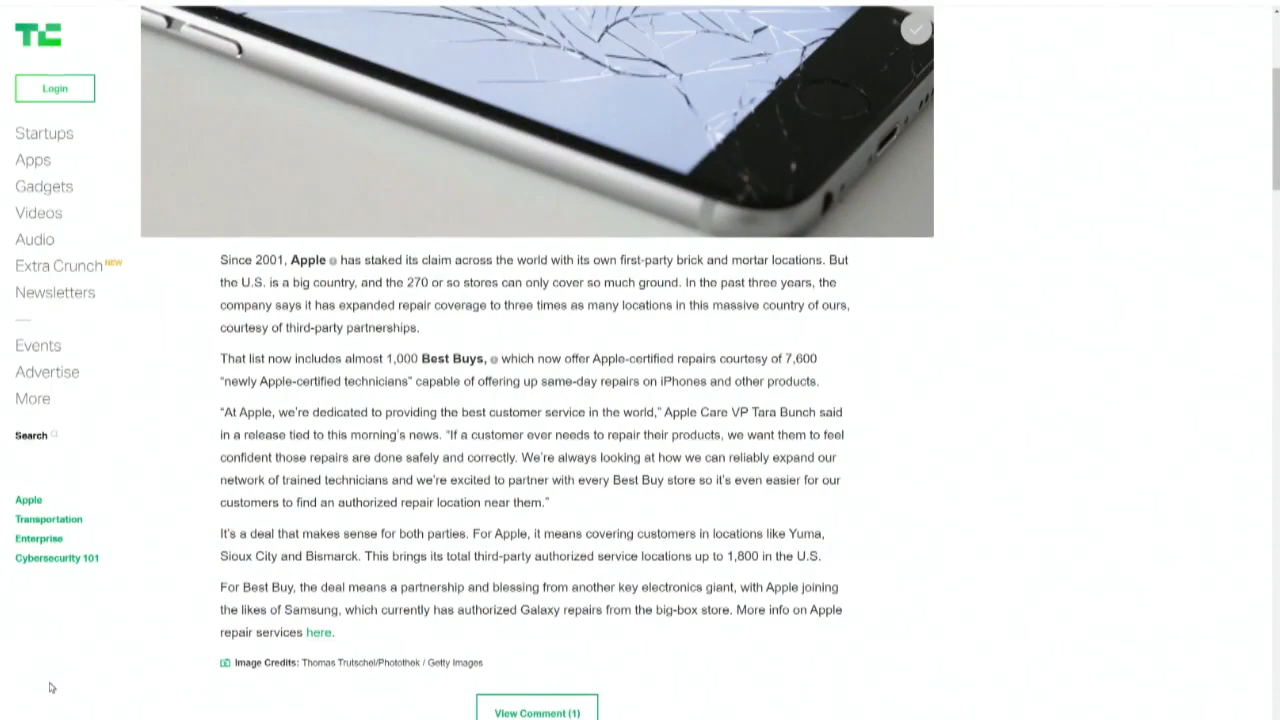 TC
Login
Startups
Apps
Gadgets
Videos
Audio
Extra Crunch NEW
Newsletters
Events
Advertise
More
Search
Apple
Transportation
Enterprise
Cybersecurity 101
Since 2001, Apple has staked its claim across the world with its own first-party brick and mortar locations. But
the U.S. is a big country, and the 270 or so stores can only cover so much ground. In the past three years, the
company says it has expanded repair coverage to three times as many locations in this massive country of ours,
courtesy of third-party partnerships.
That list now includes almost 1,000 Best Buys, which now offer Apple-certified repairs courtesy of 7,600
"newly Apple-certified technicians" capable of offering up same-day repairs on iPhones and other products.
"At Apple, we're dedicated to providing the best customer service in the world," Apple Care VP Tara Bunch said
in a release tied to this morning's news. "If a customer ever needs to repair their products, we want them to feel
confident those repairs are done safely and correctly. We're always looking at how we can reliably expand our
network of trained technicians and we're excited to partner with every Best Buy store so it's even easier for our
customers to find an authorized repair location near them."
It's a deal that makes sense for both parties. For Apple, it means covering customers in locations like Yuma,
Sioux City and Bismarck. This brings its total third-party authorized service locations up to 1,800 in the U.S.
For Best Buy, the deal means a partnership and blessing from another key electronics giant, with Apple joining
the likes of Samsung, which currently has authorized Galaxy repairs from the big-box store. More info on Apple
repair services here.
Image Credits: Thomas Trutschel/Photothek / Getty Images
View Comment (1)